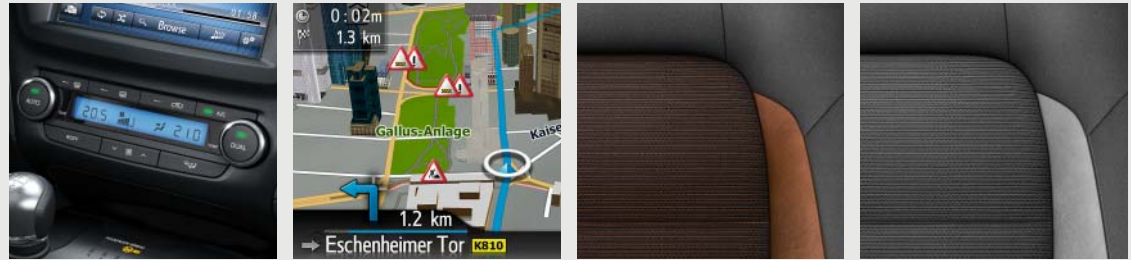 01:58
Browse
AUTO
20.5
21.0
DUAL
0:02m
1.3 km
Gallus-Anlage
Kaise
1.2 km
Eschenheimer Tor K810